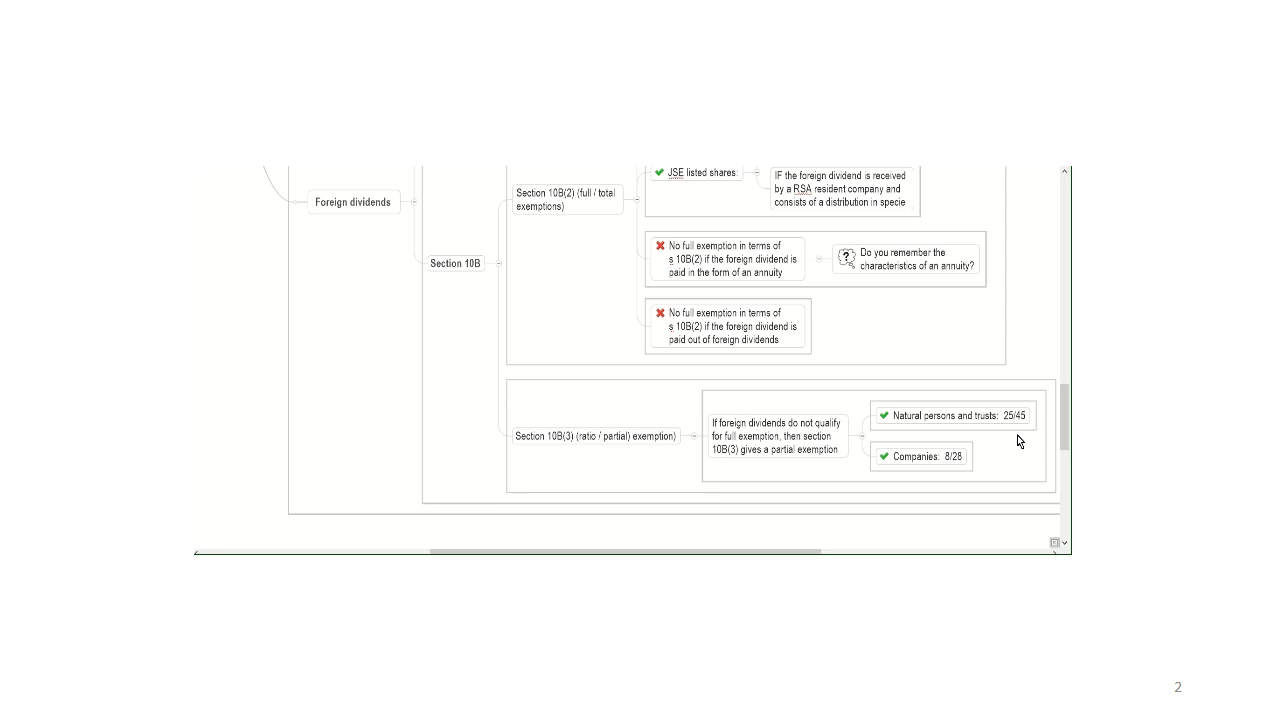 JSE listed shares:
IF the foreign dividend is received
by a RSA resident company and
consists of a distribution in specie
Section 10B(2) (full / total
exemptions)
Foreign dividends
No full exemption in terms of
s 10B(2) if the foreign dividend is
paid in the form of an annuity
Do you remember the
characteristics of an annuity?
Section 10B
No full exemption in terms of
s 10B(2) if the foreign dividend is
paid out of foreign dividends
Section 10B(3) (ratio / partial) exemption)
If foreign dividends do not qualify
for full exemption, then section
10B(3) gives a partial exemption
Natural persons and trusts: 25/45
Companies: 8/28
2